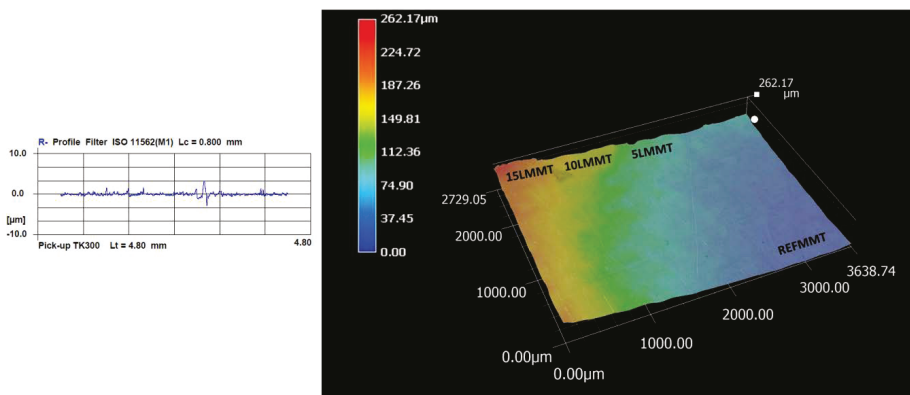 R- Profile Filter ISO 11562(M1) Lc = 0.800 mm
10.0
0.0
[µm]
-10.0
Pick-up TK300 Lt = 4.80 mm
4.80
262.17µm
224.72
187.26
149.81
112.36
74.90
37.45
0.00
262.17
µm
15LMMT
10LMMT
5LMMT
REFMMT
2729.05
2000.00
1000.00
0.00µm
0.00µm
1000.00
2000.00
3000.00
3638.74